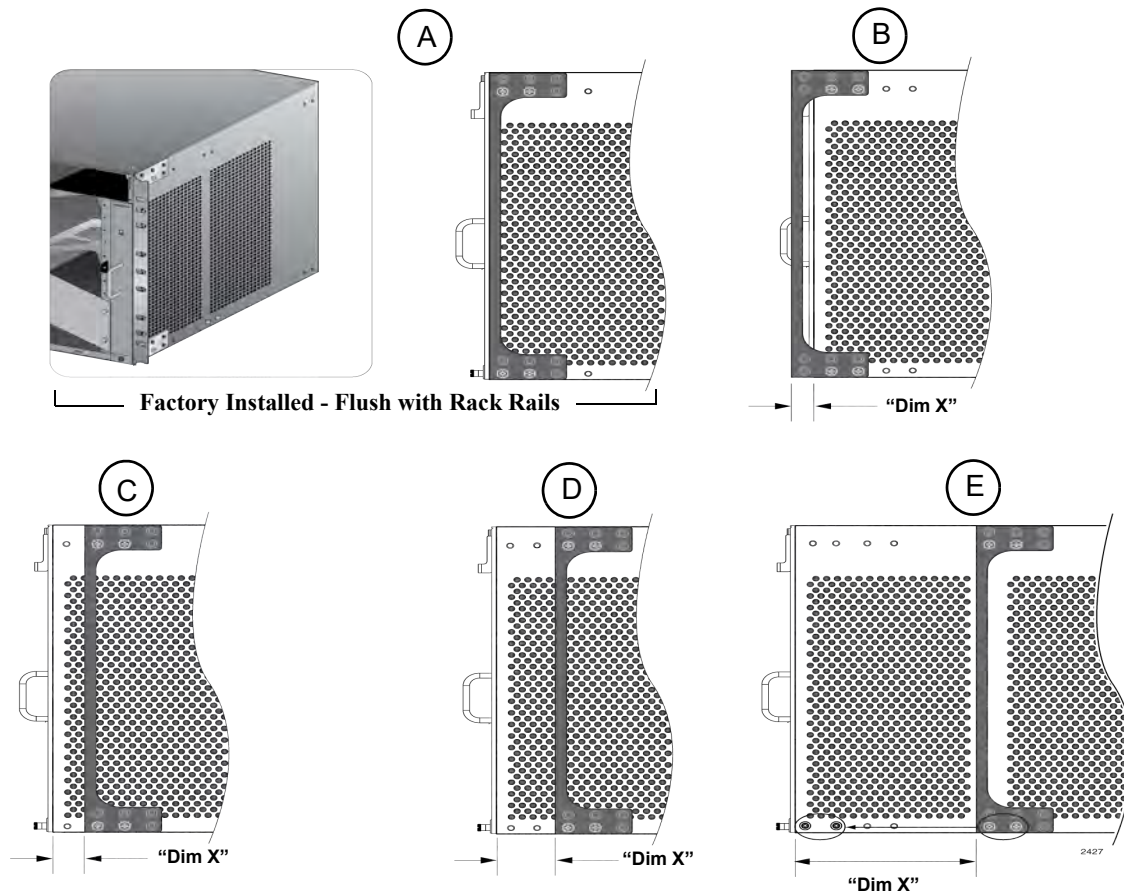 A
B
Factory Installed - Flush with Rack Rails
“Dim X”
C
D
E
“Dim X”
“Dim X”
2427
“Dim X”